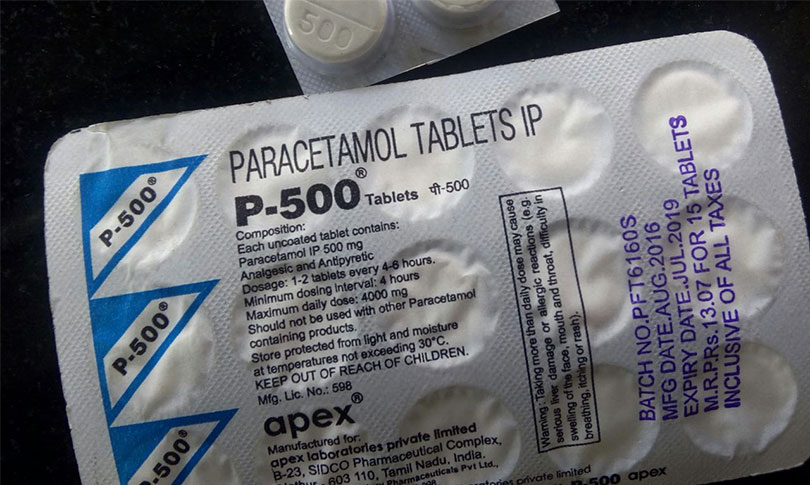 500
PARACETAMOL TABLETS IP
P-500® Tablets पी-500
Composition:
Each uncoated tablet contains:
Paracetamol IP 500 mg
Analgesic and Antipyretic
Dosage: 1-2 tablets every 4-6 hours.
Minimum dosing Interval: 4 hours
Maximum daily dose: 4000 mg
Should not be used with other Paracetamol
containing products.
Store protected from light and moisture
at temperatures not exceeding 30°C.
KEEP OUT OF REACH OF CHILDREN.
Mfg. Lic. No.: 598
apex®
Manufactured for:
apex laboratories private limited
B-23, SIDCO Pharmaceutical Complex,
603 110, Tamil Nadu, India.
Pharmaceuticals Pvt Ltd.,
P-500®
P-500®
P-500®
Warning: Taking more than daily dose may cause
serious liver damage or allergic reactions (e.g.
swelling of the face, mouth and throat, difficulty in
breathing, itching or rash).
BATCH NO.PFT6160S
MFG DATE.AUG.2016
EXPIRY DATE.JUL.2019
M.R.P.Rs.13.07 FOR 15 TABLETS
INCLUSIVE OF ALL TAXES
private limited
P-500 apex